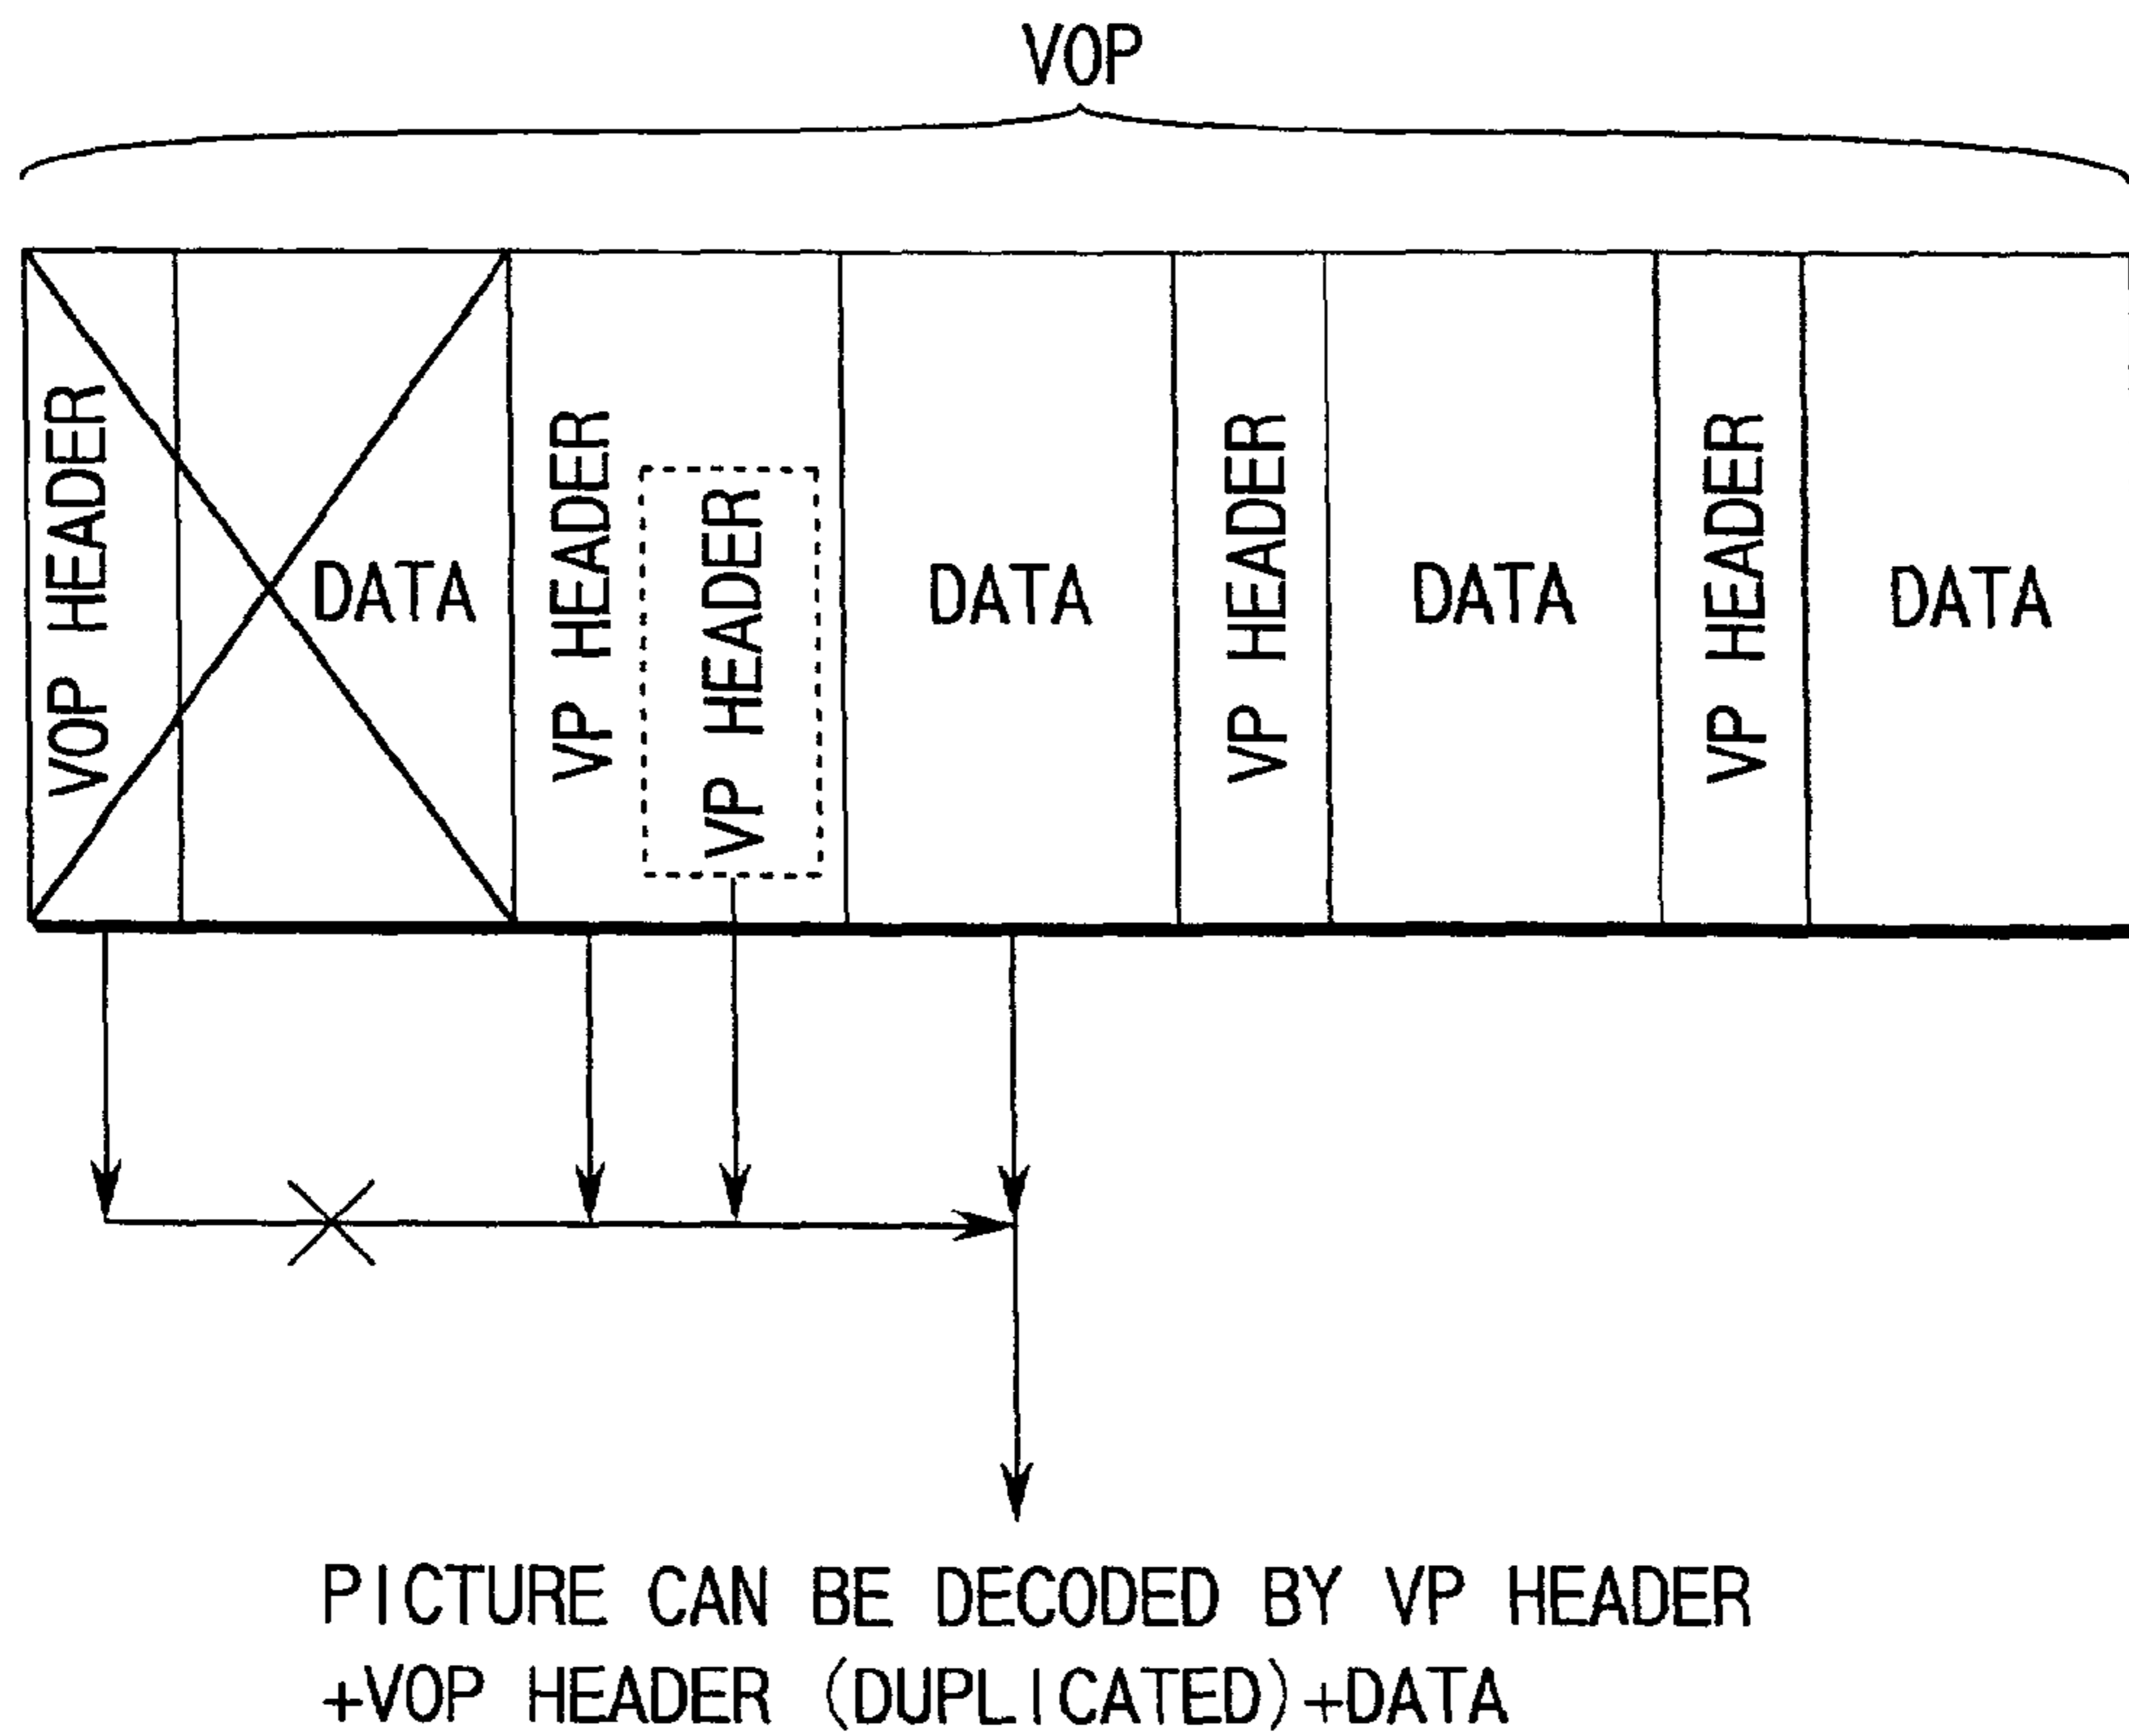 VOP
VOP HEADER
DATA
VP HEADER
VP HEADER
DATA
VP HEADER
DATA
VP HEADER
DATA
PICTURE CAN BE DECODED BY VP HEADER
+VOP HEADER (DUPLICATED)+DATA